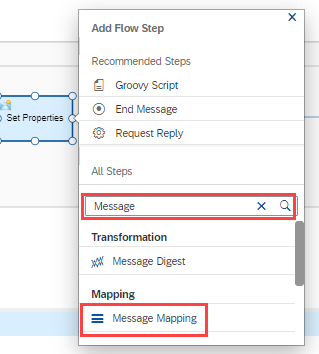 Add Flow Step
Recommended Steps
Groovy Script
End Message
Request Reply
Set Properties
All Steps
Message
Transformation
Message Digest
Mapping
Message Mapping